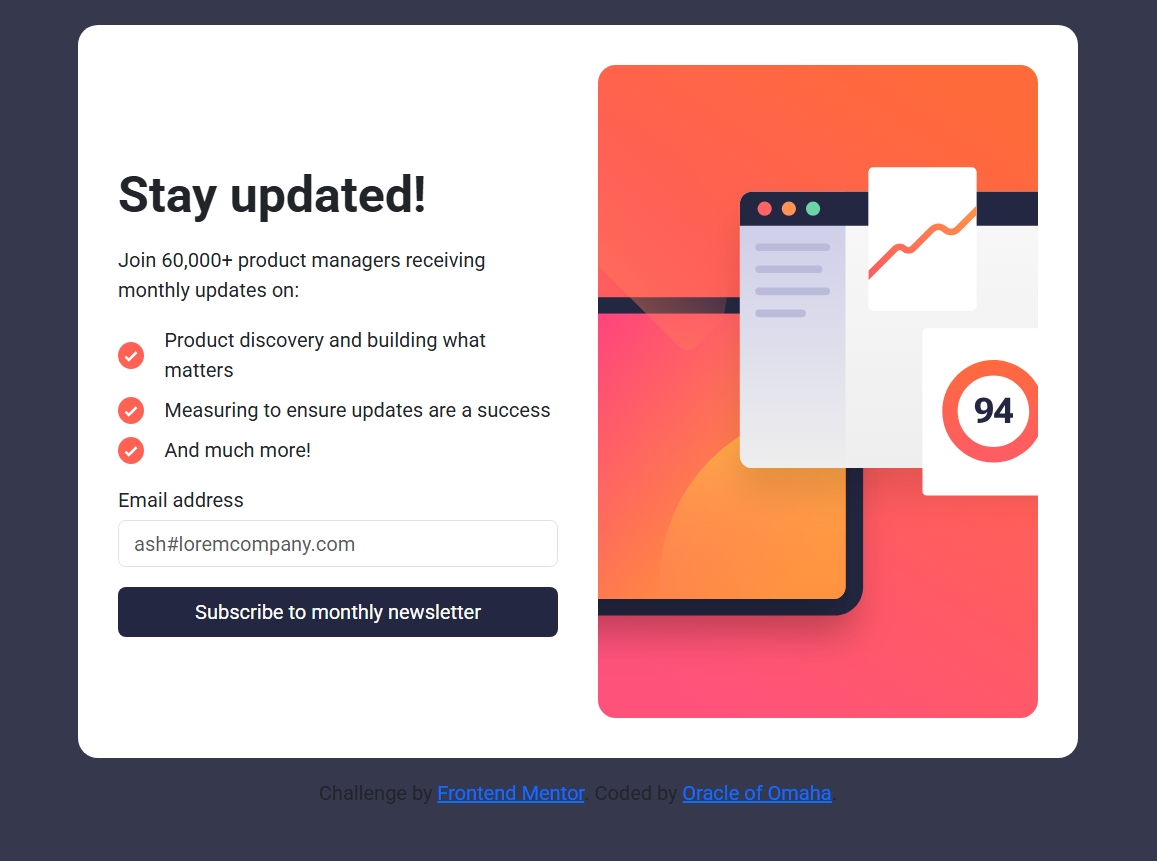 Stay updated!
Join 60,000+ product managers receiving
monthly updates on:
Product discovery and building what
matters
Measuring to ensure updates are a success
And much more!
Email address
ash#loremcompany.com
Subscribe to monthly newsletter
94
Challenge by Frontend Mentor. Coded by Oracle of Omaha.